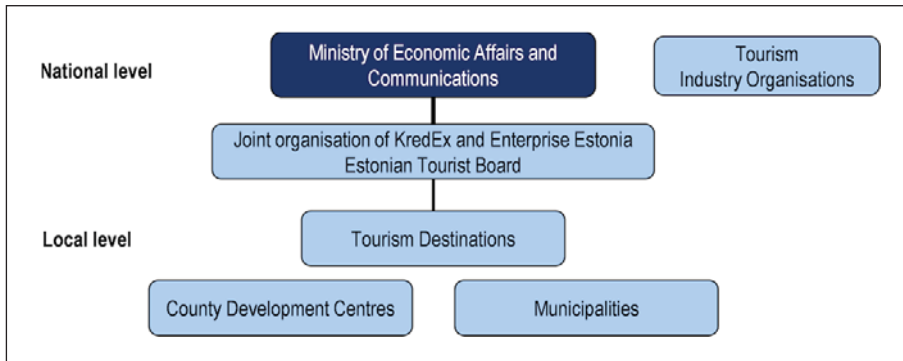 National level
Ministry of Economic Affairs and
Communications
Tourism
Industry Organisations
Joint organisation of KredEx and Enterprise Estonia
Estonian Tourist Board
Local level
Tourism Destinations
County Development Centres
Municipalities